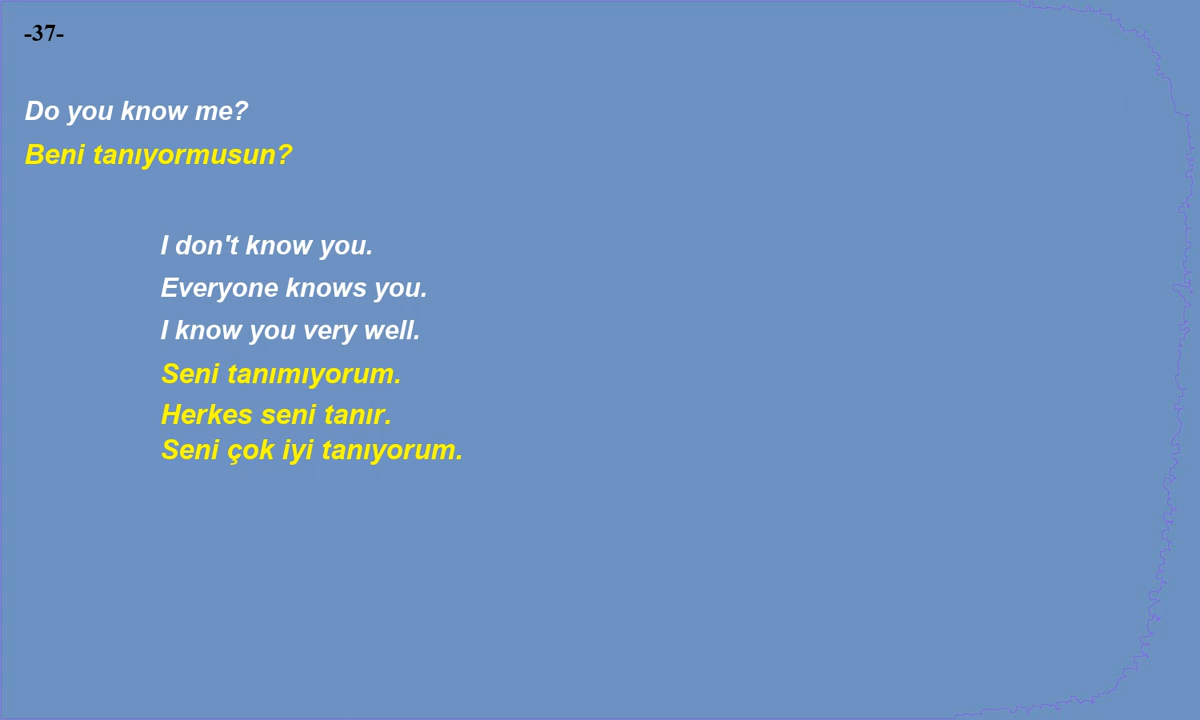 -37-
Do you know me?
Beni tanıyormusun?
I don't know you.
Everyone knows you.
I know you very well.
Seni tanımıyorum.
Herkes seni tanır.
Seni çok iyi tanıyorum.